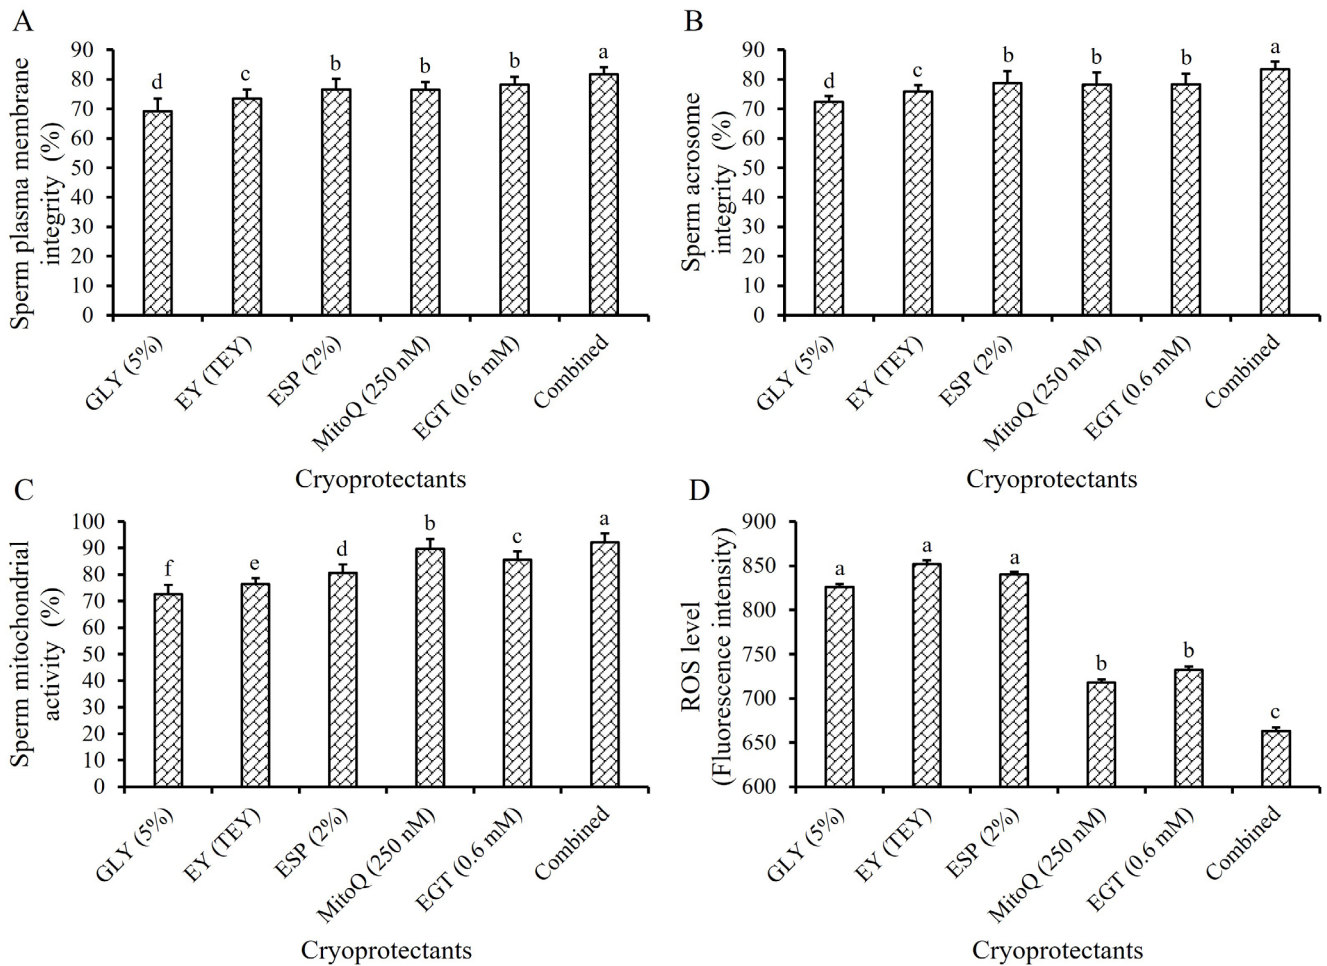 A
Sperm plasma membrane
integrity (%)
90
80
70
60
50
40
30
20
10
0
d
c
b
b
b
a
GLY (5%)
EY (TEY)
ESP (2%)
MitoQ (250 nM)
EGT (0.6 mM)
Combined
Cryoprotectants
B
Sperm acrosome
integrity (%)
90
80
70
60
50
40
30
20
10
0
d
c
b
b
b
a
GLY (5%)
EY (TEY)
ESP (2%)
MitoQ (250 nM)
EGT (0.6 mM)
Combined
Cryoprotectants
C
Sperm mitochondrial
activity (%)
100
90
80
70
60
50
40
30
20
10
0
f
e
d
b
c
a
GLY (5%)
EY (TEY)
ESP (2%)
MitoQ (250 nM)
EGT (0.6 mM)
Combined
Cryoprotectants
D
ROS level
(Fluorescence intensity)
900
850
800
750
700
650
600
a
a
a
b
b
c
GLY (5%)
EY (TEY)
ESP (2%)
MitoQ (250 nM)
EGT (0.6 mM)
Combined
Cryoprotectants